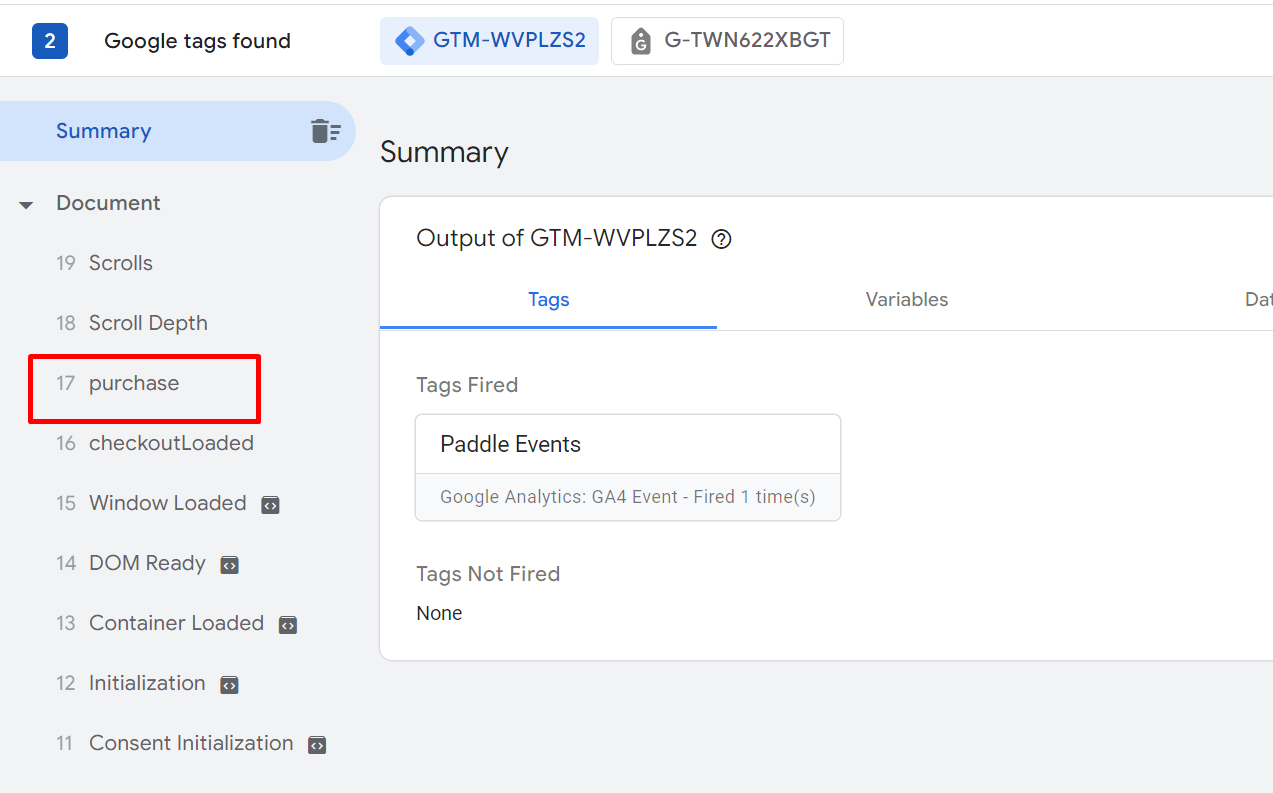 2 Google tags found GTM-WVPLZS2 G-TWN622XBGT
Summary
Document
19 Scrolls
18 Scroll Depth
17 purchase
16 checkoutLoaded
15 Window Loaded
14 DOM Ready
13 Container Loaded
12 Initialization
11 Consent Initialization
Summary
Output of GTM-WVPLZS2
Tags Variables Dat
Tags Fired
Paddle Events
Google Analytics: GA4 Event - Fired 1 time(s)
Tags Not Fired
None